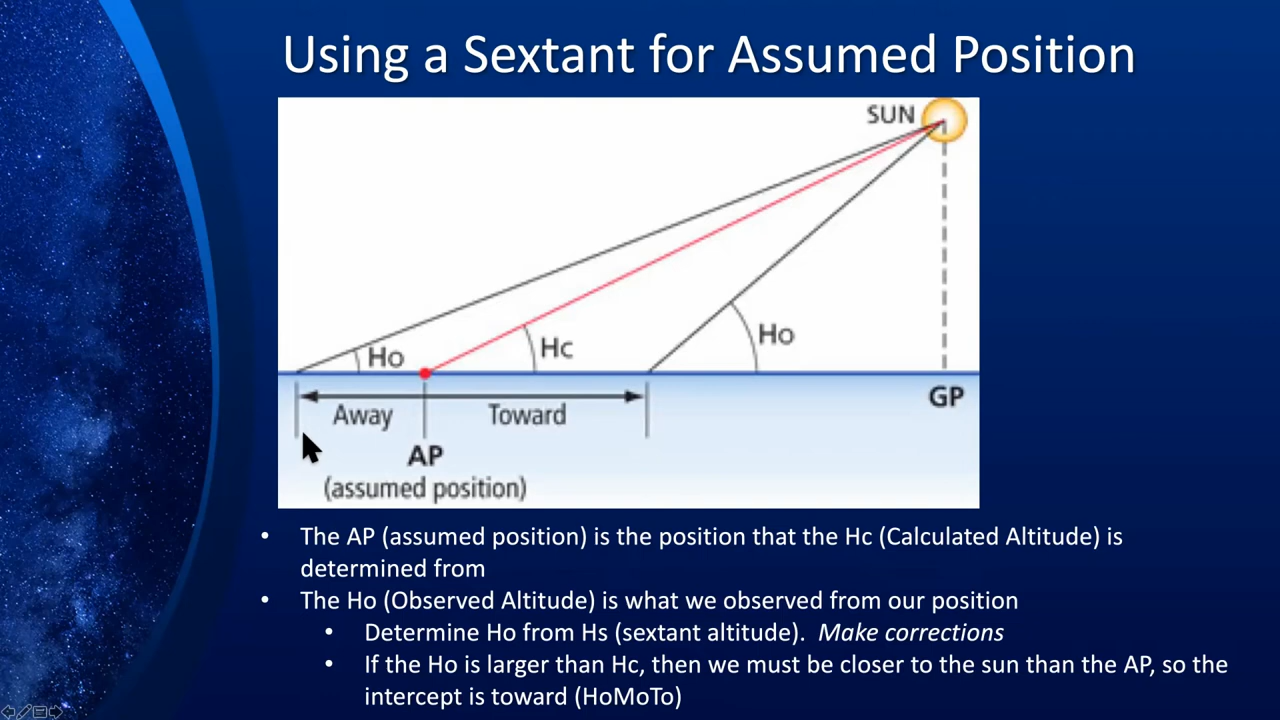 Using a Sextant for Assumed Position
SUN
Ho
Hc
Ho
Away
Toward
GP
AP
(assumed position)
• The AP (assumed position) is the position that the Hc (Calculated Altitude) is
determined from
• The Ho (Observed Altitude) is what we observed from our position
• Determine Ho from Hs (sextant altitude). Make corrections
• If the Ho is larger than Hc, then we must be closer to the sun than the AP, so the
intercept is toward (HoMoTo)